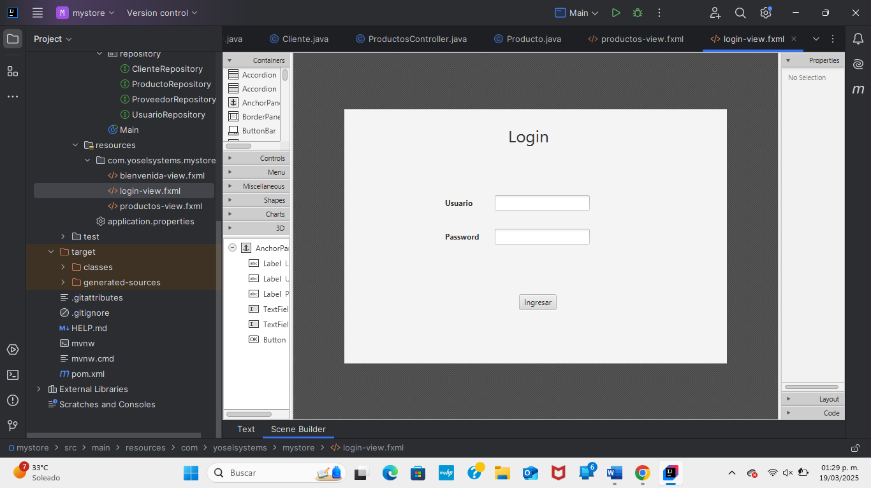 M mystore
Version control
Main
Project
.java
Cliente.java
ProductosController.java
Producto.java
productos-view.fxml
login-view.fxml
repository
ClienteRepository
ProductoRepository
ProveedorRepository
UsuarioRepository
Main
resources
com.yoselsystems.mystore
bienvenida-view.fxml
login-view.fxml
productos-view.fxml
application.properties
test
target
classes
generated-sources
.gitattributes
.gitignore
HELP.md
mvnw
mvnw.cmd
pom.xml
External Libraries
Scratches and Consoles
Containers
Accordion
Accordion
AnchorPane
BorderPane
ButtonBar
Controls
Menu
Miscellaneous
Shapes
Charts
3D
AnchorPa
Label L
Label U
Label P
TextFiel
TextFiel
Button
Login
Usuario
Password
Ingresar
Properties
No Selection
Layout
Code
Text
Scene Builder
mystore > src > main > resources > com > yoselsystems > mystore > login-view.fxml
7
33°C
Soleado
Buscar
6
01:29 p. m.
19/03/2025